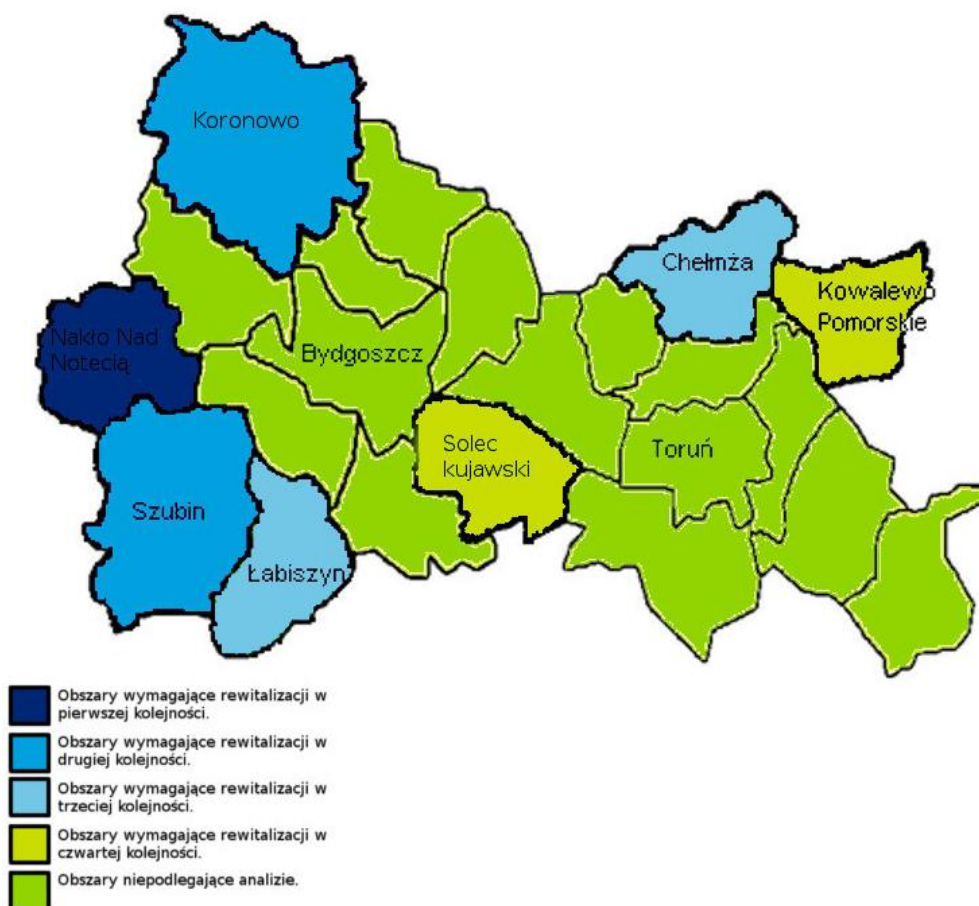 Koronowo
Chełmża
Kowalewo
Pomorskie
Nakło Nad
Notecią
Bydgoszcz
Solec
kujawski
Toruń
Szubin
Łabiszyn
Obszary wymagające rewitalizacji w
pierwszej kolejności.
Obszary wymagające rewitalizacji w
drugiej kolejności.
Obszary wymagające rewitalizacji w
trzeciej kolejności.
Obszary wymagające rewitalizacji w
czwartej kolejności.
Obszary niepodlegające analizie.